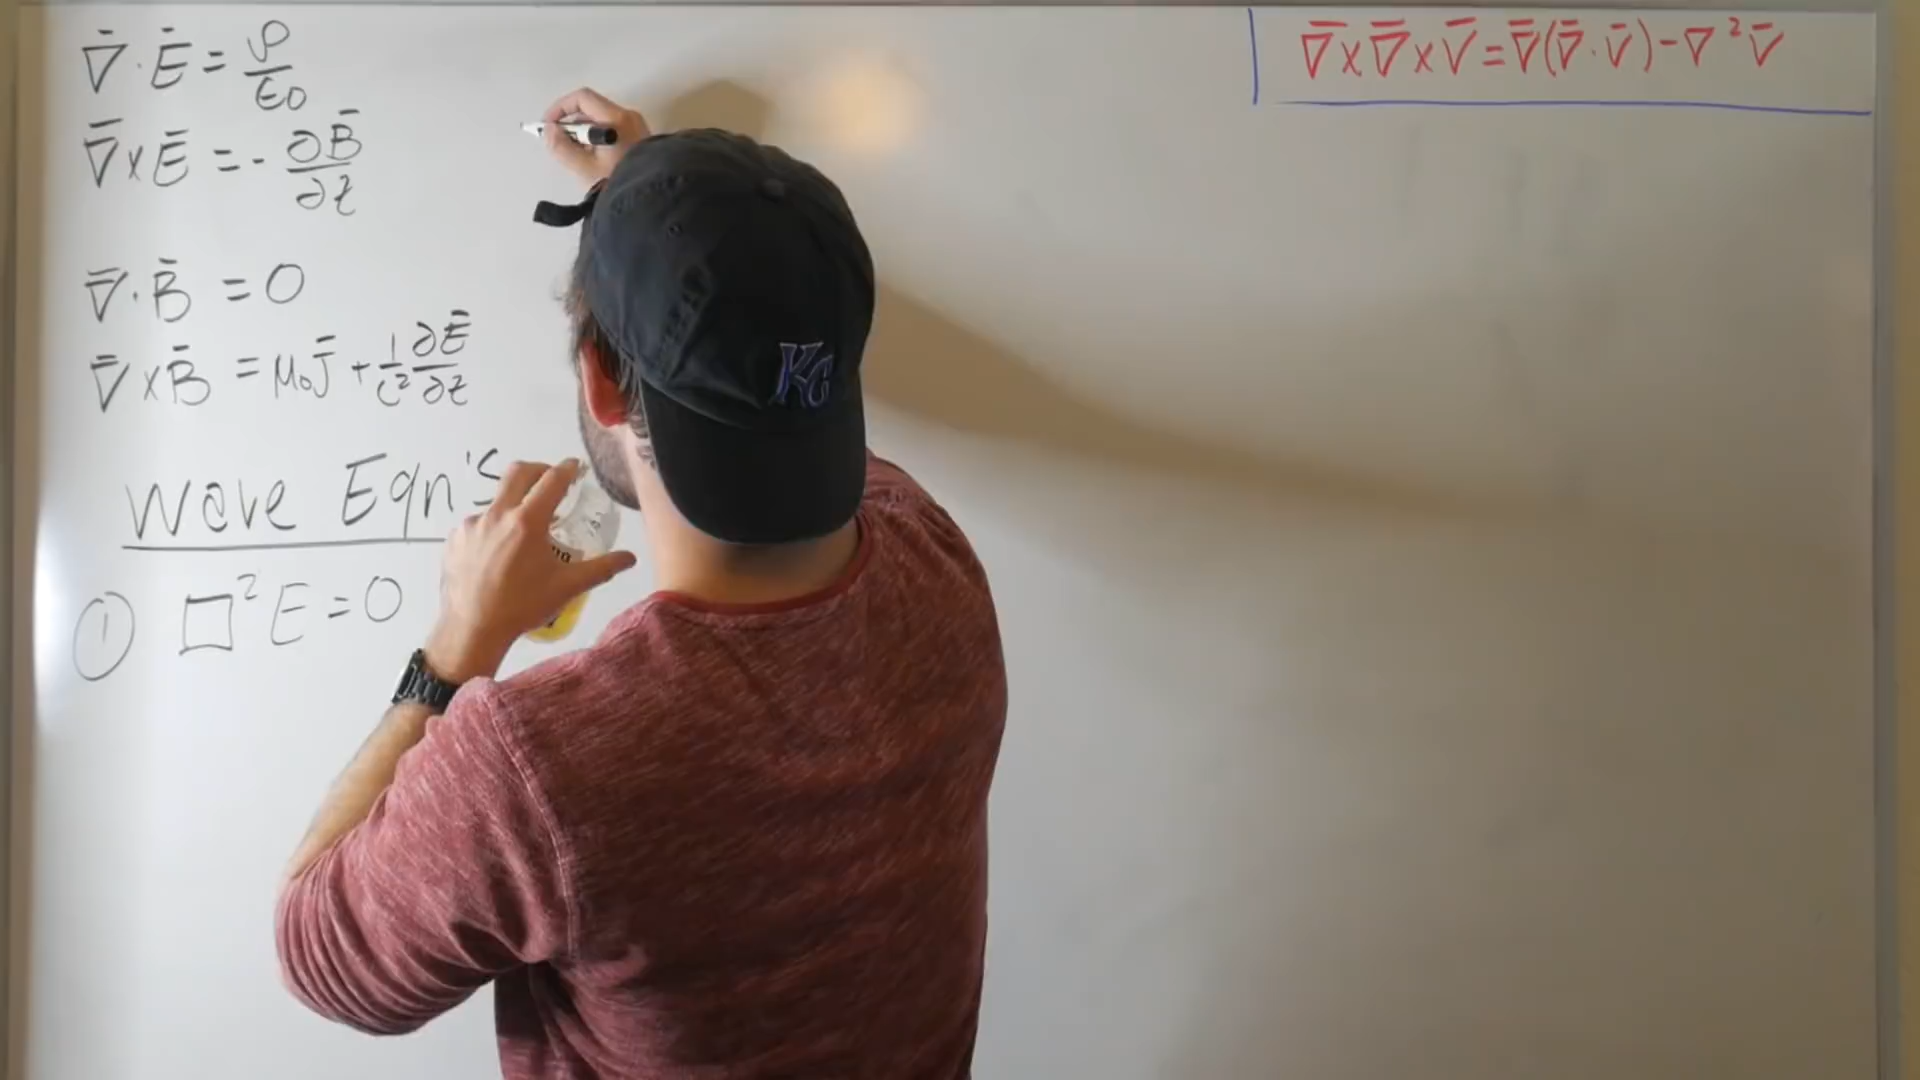 ∇̄·Ē = ρ/ε0
∇̄×Ē = -∂B̄/∂t
∇̄·B̄ = 0
∇̄×B̄ = μ0J̄ + 1/c² ∂Ē/∂t
Wave Eqn's
① □²E=0
∇̄×∇̄×V̄=∇̄(∇̄·V̄)-∇²V̄
KC